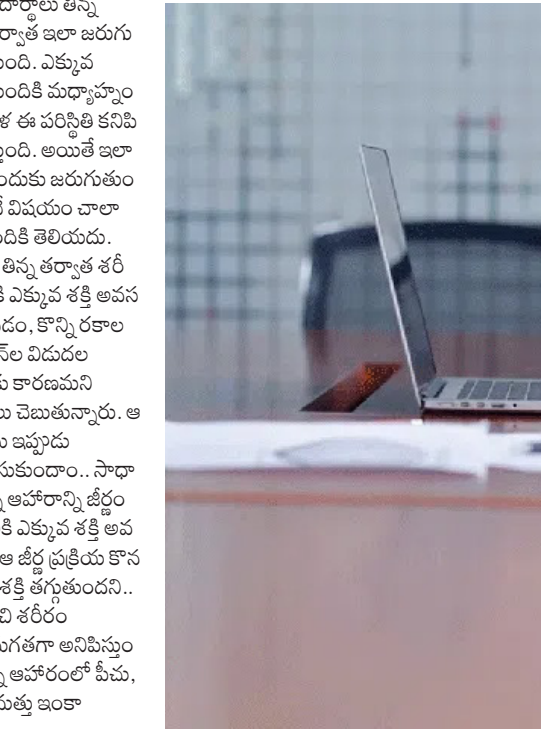 దార్థాలు తిన్న
ర్వాత ఇలా జరుగు
ుంది. ఎక్కువ
ందికి మధ్యాహ్నం
ళ ఈ పరిస్థితి కనిపి
్తుంది. అయితే ఇలా
ందుకు జరుగుతుం
ే విషయం చాలా
ందికి తెలియదు.
తిన్న తర్వాత శరీ
కి ఎక్కువ శక్తి అవస
డం, కొన్ని రకాల
న్‌ల విడుదల
కు కారణమని
లు చెబుతున్నారు. ఆ
ఇప్పుడు
సుకుందాం.. సాధా
ఆహారాన్ని జీర్ణం
కి ఎక్కువ శక్తి అవ
ఆ జీర్ణ ప్రక్రియ కొన
శక్తి తగ్గుతుందని..
చి శరీరం
గతగా అనిపిస్తుం
ఆహారంలో పీచు,
మత్తు ఇంకా